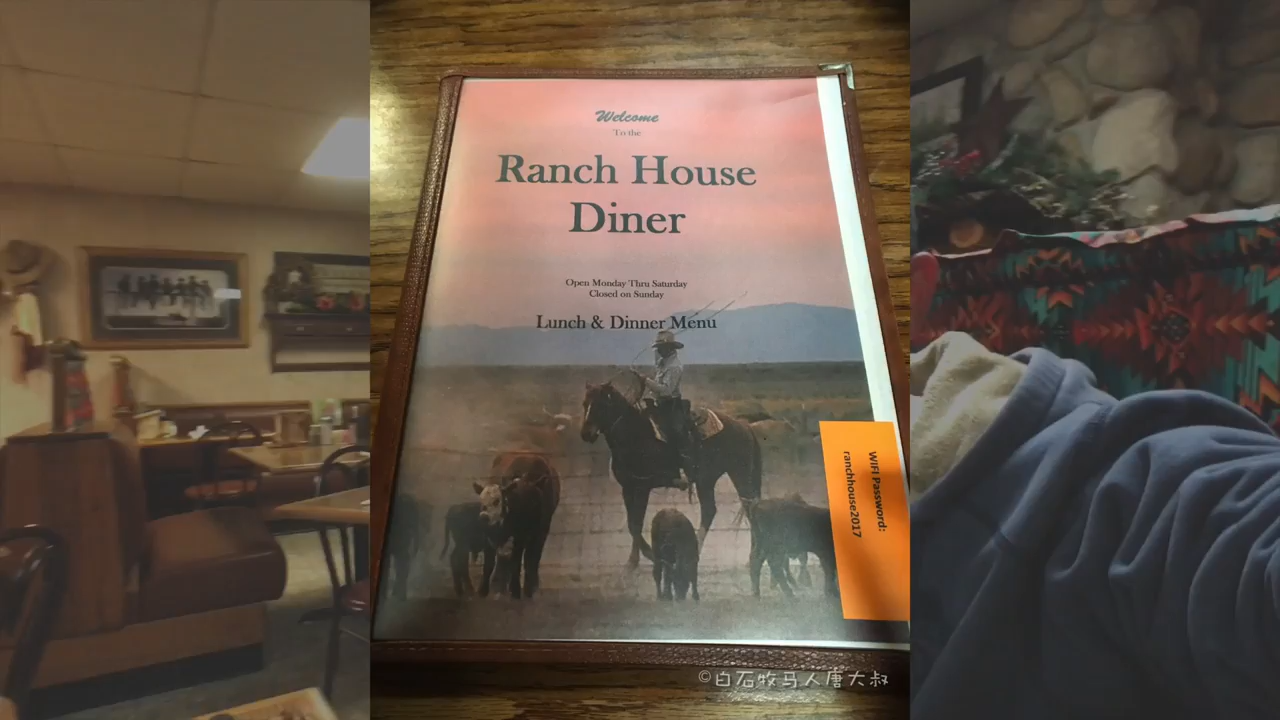 Welcome
To the
Ranch House
Diner
Open Monday Thru Saturday
Closed on Sunday
Lunch & Dinner Menu
WIFI Password:
ranchhouse2017
©白石牧马人唐大叔